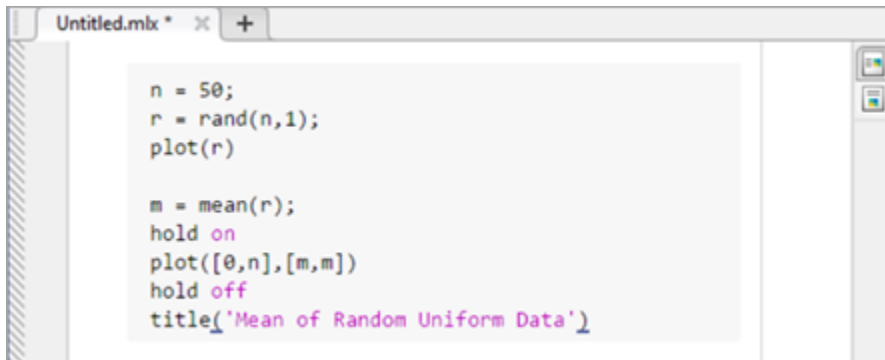 Untitled.mlx *
n = 50;
r = rand(n,1);
plot(r)
m = mean(r);
hold on
plot([0,n],[m,m])
hold off
title('Mean of Random Uniform Data')